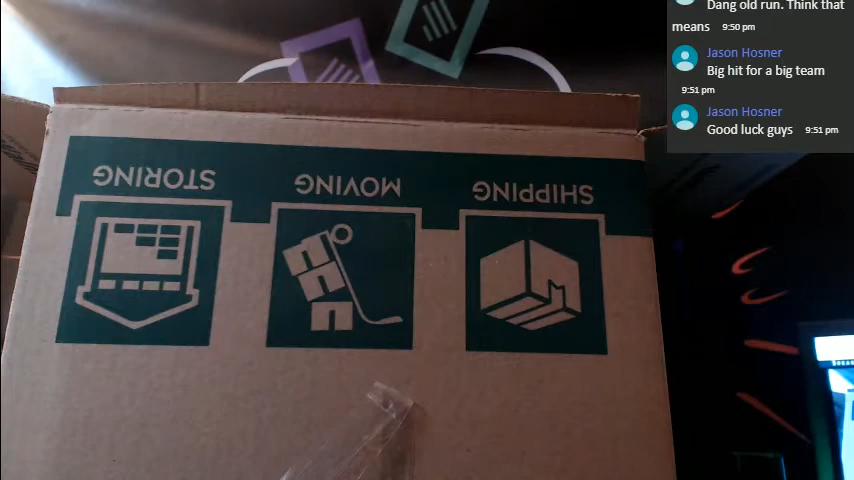 Dang old run. Think that
means 9:50 pm
Jason Hosner
Big hit for a big team
9:51 pm
Jason Hosner
Good luck guys 9:51 pm
SHIPPING MOVING STORING